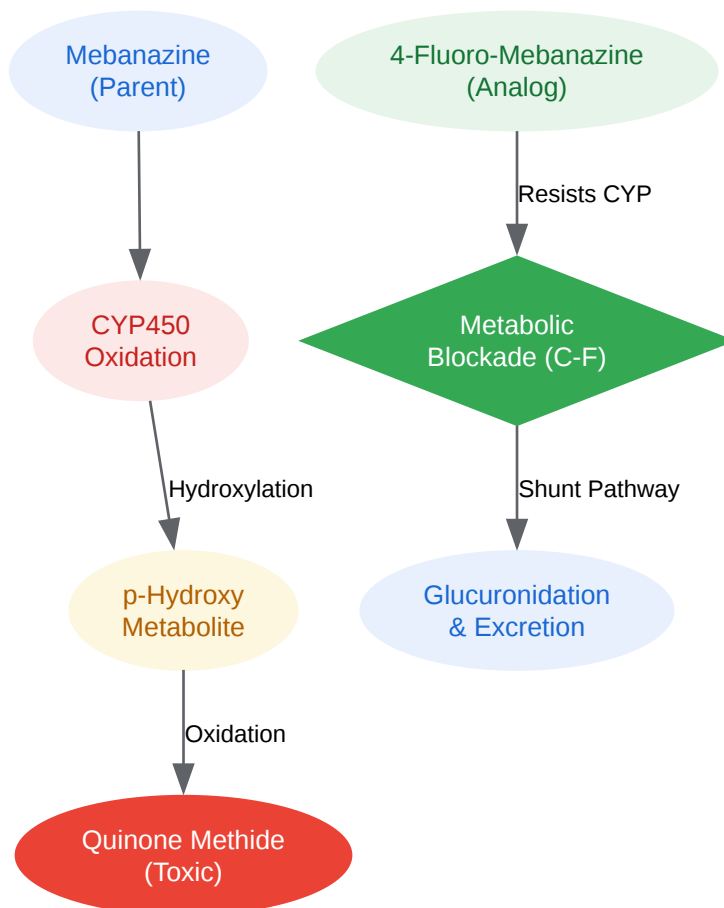 Mebanazine
(Parent)
4-Fluoro-Mebanazine
(Analog)
Resists CYP
CYP450
Oxidation
Metabolic
Blockade (C-F)
Hydroxylation
Shunt Pathway
p-Hydroxy
Metabolite
Glucuronidation
& Excretion
Oxidation
Quinone Methide
(Toxic)